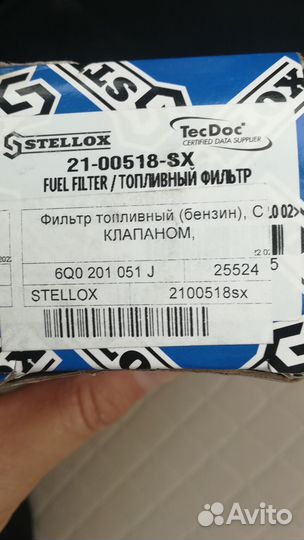 STELLOX
TecDoc
CERTIFIED DATA SUPPLIER
21-00518-SX
FUEL FILTER / ТОПЛИВНЫЙ ФИЛЬТР
Фильтр топливный (бензин), С
КЛАПАНОМ,
6Q0 201 051 J 25524 5
STELLOX 2100518sx
Avito